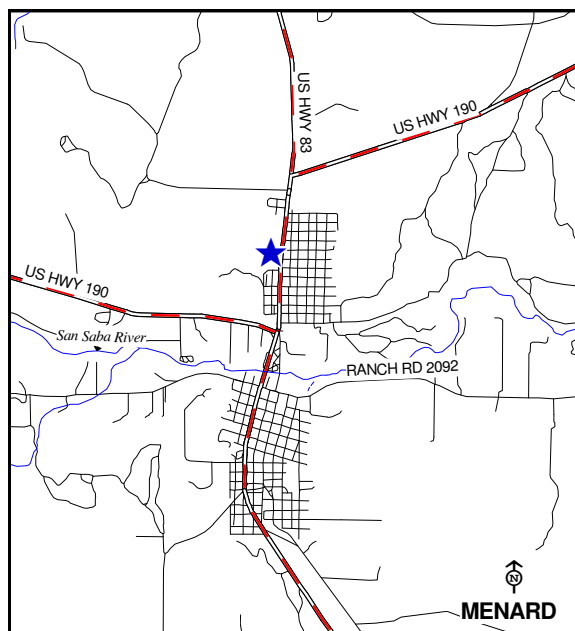 US HWY 83
US HWY 190
US HWY 190
San Saba River
RANCH RD 2092
N
MENARD